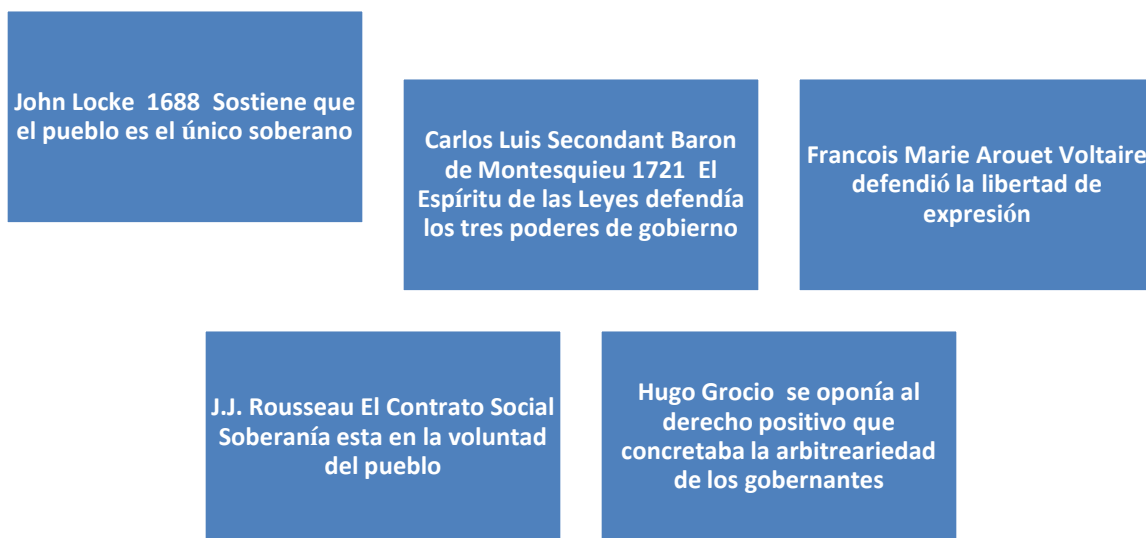 John Locke 1688 Sostiene que
el pueblo es el único soberano
Carlos Luis Secondant Baron
de Montesquieu 1721 El
Espíritu de las Leyes defendía
los tres poderes de gobierno
Francois Marie Arouet Voltaire
defendió la libertad de
expresión
J.J. Rousseau El Contrato Social
Soberanía esta en la voluntad
del pueblo
Hugo Grocio se oponía al
derecho positivo que
concretaba la arbitreariedad
de los gobernantes